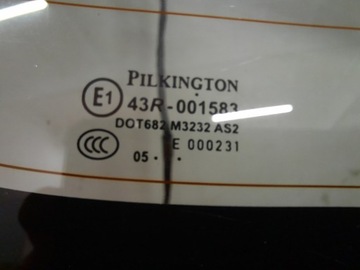 PILKINGTON
E1 43R-001583
DOT682 M3232 AS2
CCC E 000231
05 · ·